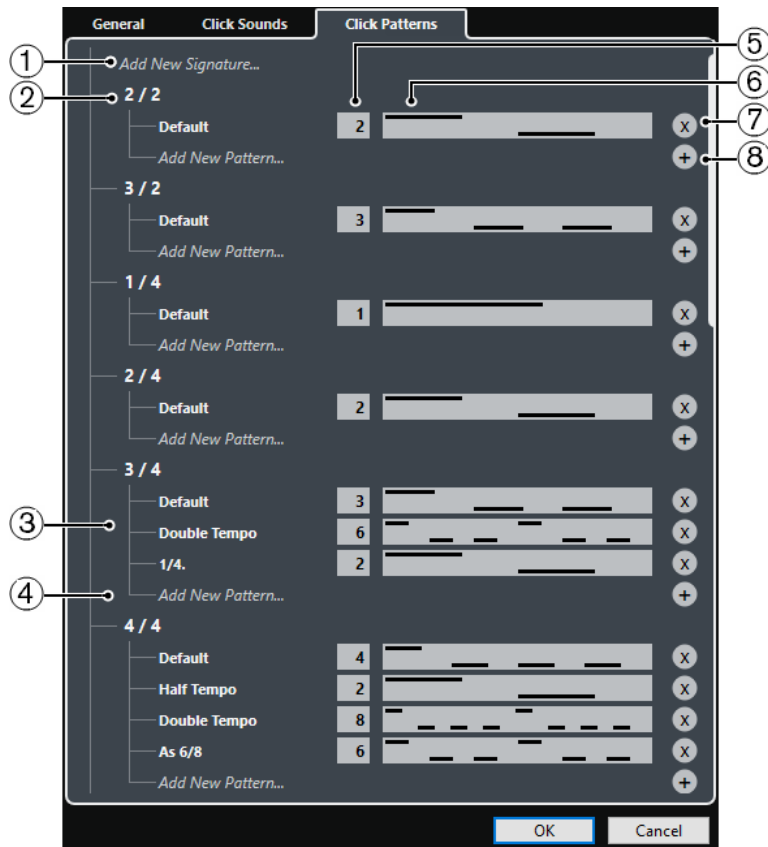 General Click Sounds Click Patterns
① Add New Signature... ⑤
② 2 / 2 ⑥
Default 2 X ⑦
Add New Pattern... + ⑧
3 / 2
Default 3 X
Add New Pattern... +
1 / 4
Default 1 X
Add New Pattern... +
2 / 4
Default 2 X
Add New Pattern... +
3 / 4
Default 3 X
③ Double Tempo 6 X
1/4. 2 X
④ Add New Pattern... +
4 / 4
Default 4 X
Half Tempo 2 X
Double Tempo 8 X
As 6/8 6 X
Add New Pattern... +
OK Cancel